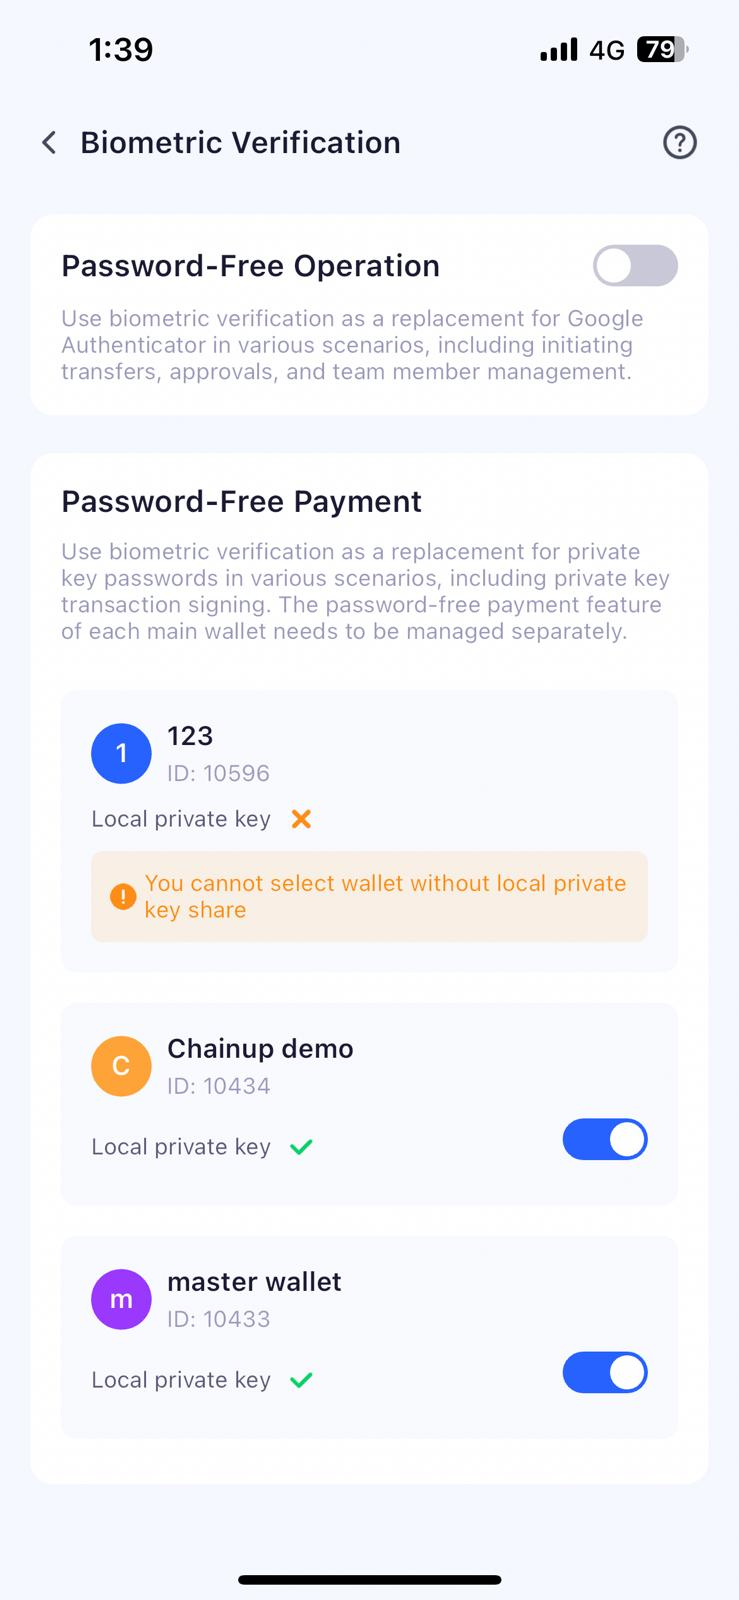 1:39
4G
79
Biometric Verification
?
Password-Free Operation
Use biometric verification as a replacement for Google
Authenticator in various scenarios, including initiating
transfers, approvals, and team member management.
Password-Free Payment
Use biometric verification as a replacement for private
key passwords in various scenarios, including private key
transaction signing. The password-free payment feature
of each main wallet needs to be managed separately.
1
123
ID: 10596
Local private key
!
You cannot select wallet without local private
key share
C
Chainup demo
ID: 10434
Local private key
m
master wallet
ID: 10433
Local private key